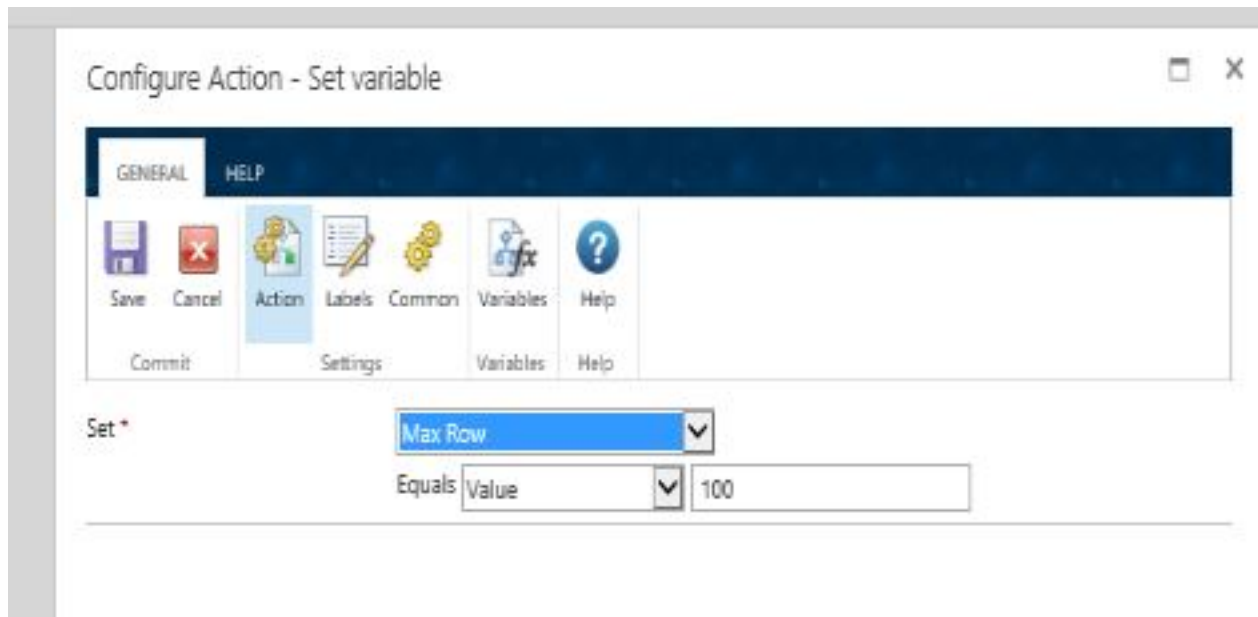 Configure Action - Set variable
GENERAL HELP
Save Cancel Action Labels Common Variables Help
Commit Settings Variables Help
Set *
Max Row
Equals Value 100